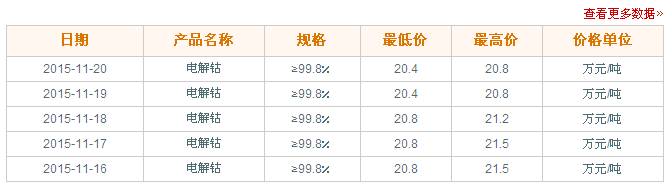 查看更多数据»
日期 产品名称 规格 最低价 最高价 价格单位
2015-11-20 电解钴 ≥99.8% 20.4 20.8 万元/吨
2015-11-19 电解钴 ≥99.8% 20.4 20.8 万元/吨
2015-11-18 电解钴 ≥99.8% 20.8 21.2 万元/吨
2015-11-17 电解钴 ≥99.8% 20.8 21.5 万元/吨
2015-11-16 电解钴 ≥99.8% 20.8 21.5 万元/吨